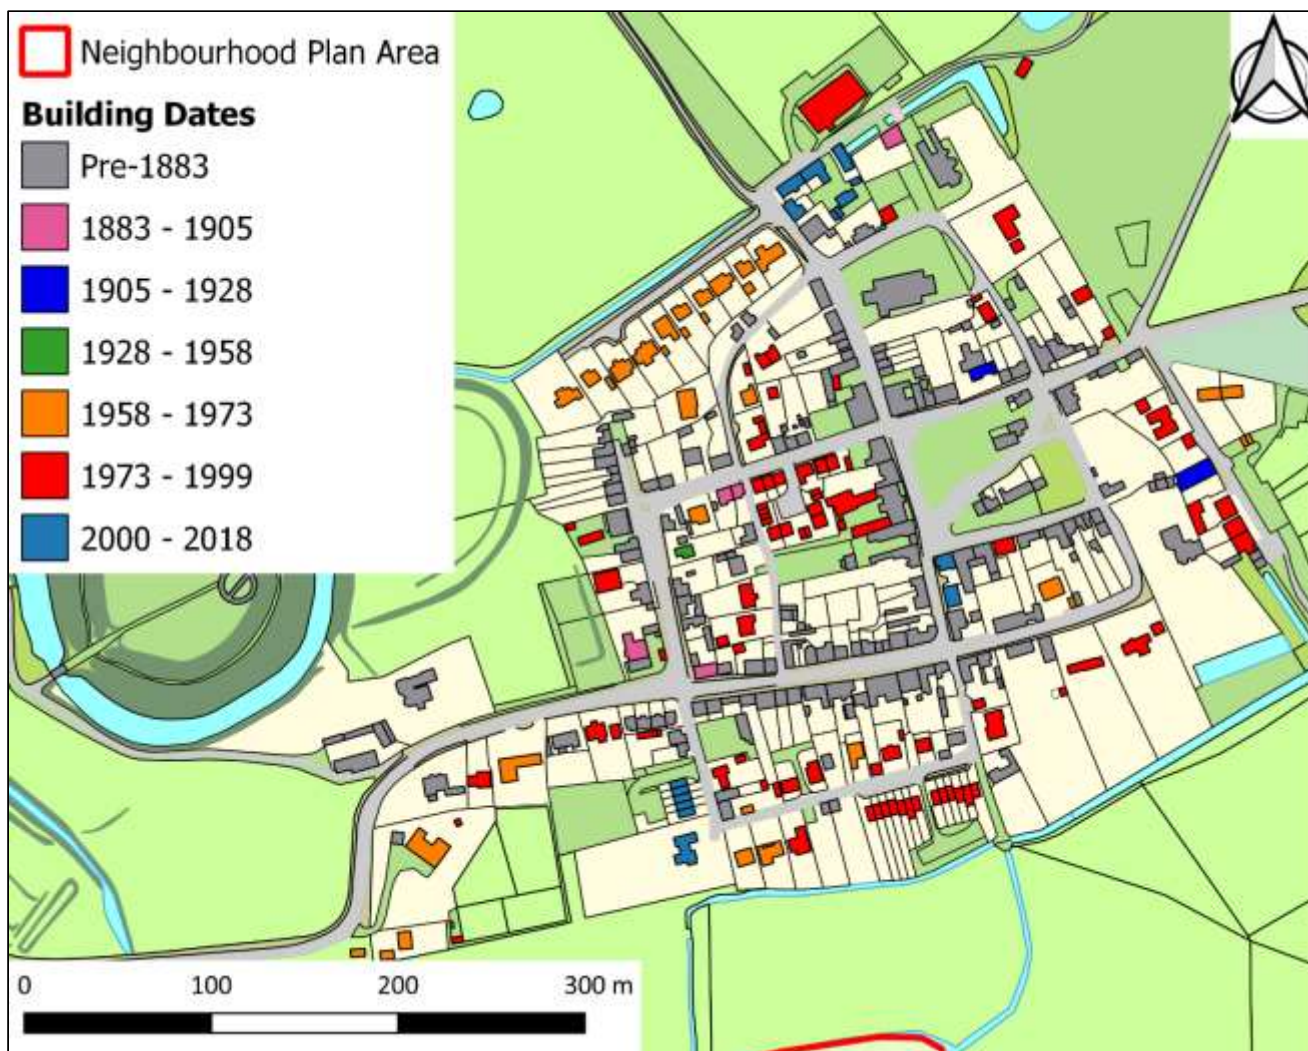 Neighbourhood Plan Area
Building Dates
Pre-1883
1883 - 1905
1905 - 1928
1928 - 1958
1958 - 1973
1973 - 1999
2000 - 2018
0 100 200 300 m